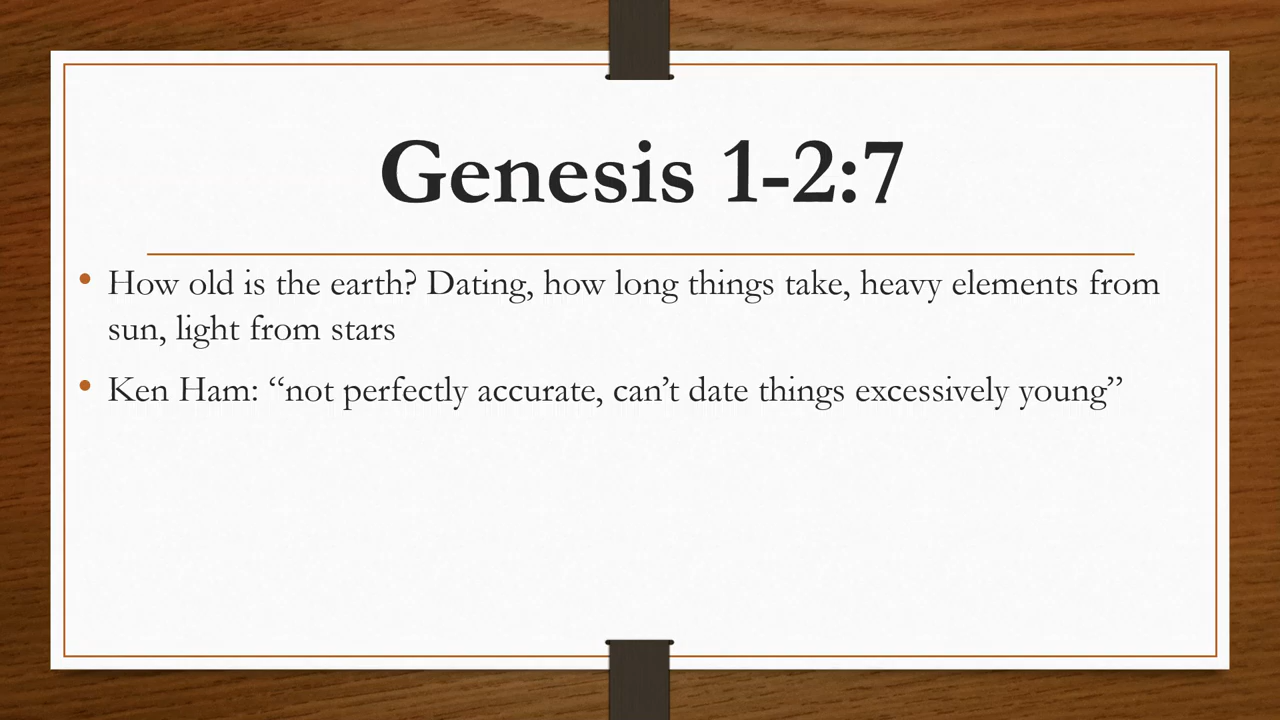 Genesis 1-2:7
• How old is the earth? Dating, how long things take, heavy elements from
sun, light from stars
• Ken Ham: “not perfectly accurate, can’t date things excessively young”